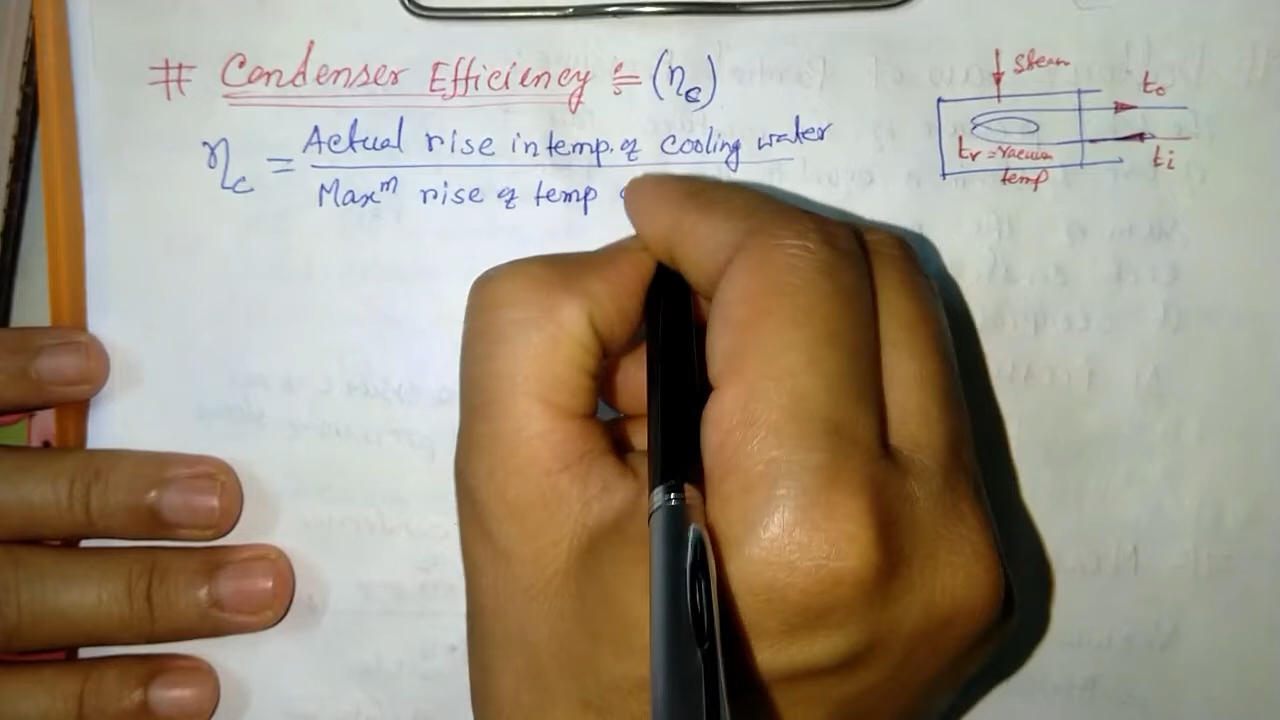 # Condenser Efficiency :- (ηc)
ηc = Actual rise in temp. of cooling water
Maxᵐ rise of temp
steam
to
tv = Vacuum
temp
ti